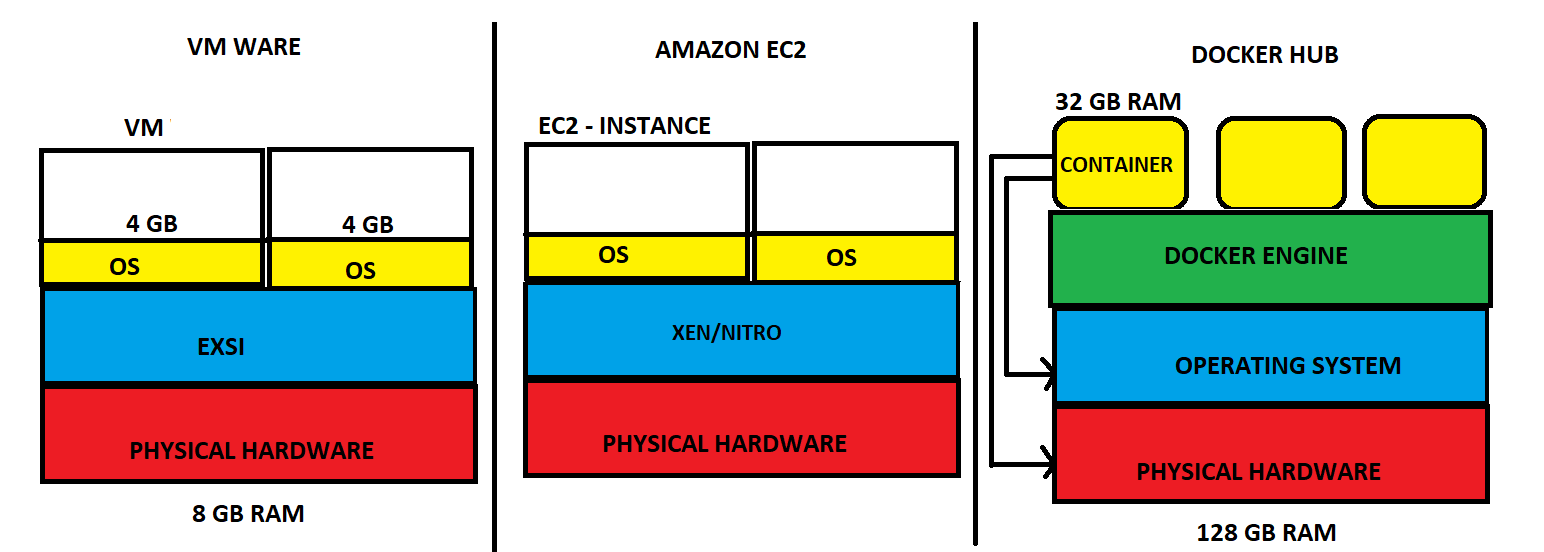 VM WARE
VM
4 GB
4 GB
OS
OS
EXSI
PHYSICAL HARDWARE
8 GB RAM
AMAZON EC2
EC2 - INSTANCE
OS
OS
XEN/NITRO
PHYSICAL HARDWARE
DOCKER HUB
32 GB RAM
CONTAINER
DOCKER ENGINE
OPERATING SYSTEM
PHYSICAL HARDWARE
128 GB RAM